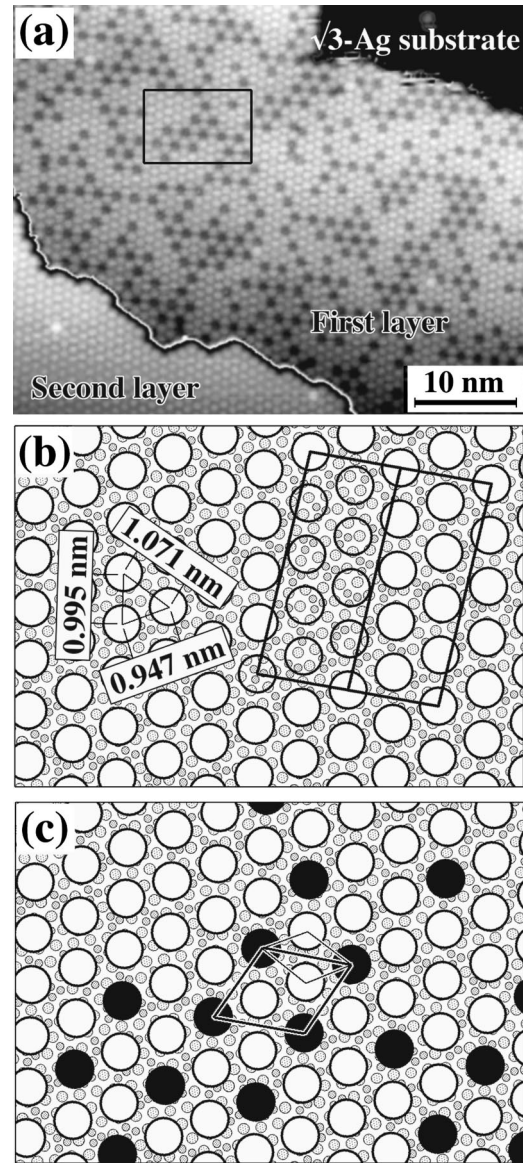 (a)
√3-Ag substrate
First layer
Second layer
10 nm
(b)
1.071 nm
0.995 nm
0.947 nm
(c)